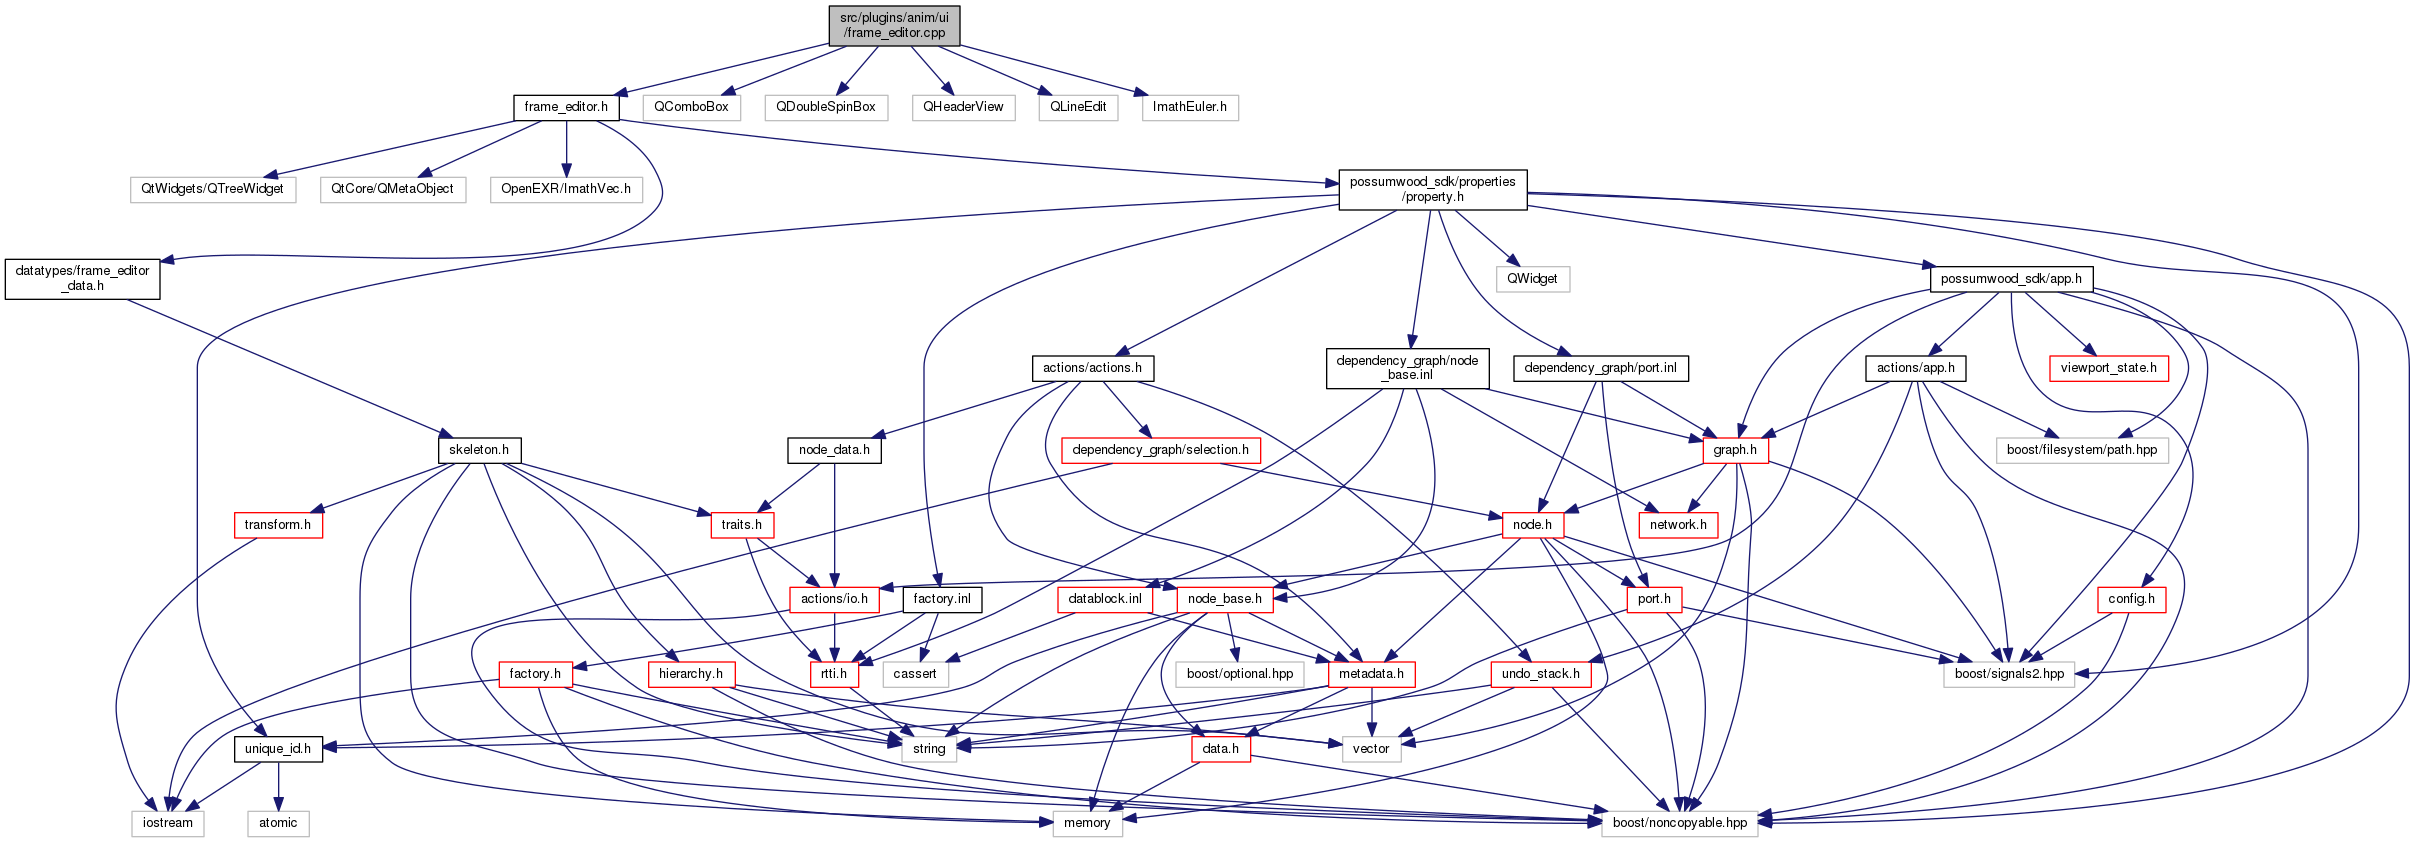 src/plugins/anim/ui
/frame_editor.cpp
frame_editor.h
QComboBox
QDoubleSpinBox
QHeaderView
QLineEdit
ImathEuler.h
QtWidgets/QTreeWidget
QtCore/QMetaObject
OpenEXR/ImathVec.h
possumwood_sdk/properties
/property.h
datatypes/frame_editor
_data.h
QWidget
possumwood_sdk/app.h
actions/actions.h
dependency_graph/node
_base.inl
dependency_graph/port.inl
actions/app.h
viewport_state.h
skeleton.h
node_data.h
dependency_graph/selection.h
graph.h
boost/filesystem/path.hpp
transform.h
traits.h
node.h
network.h
actions/io.h
factory.inl
datablock.inl
node_base.h
port.h
config.h
factory.h
hierarchy.h
rtti.h
cassert
boost/optional.hpp
metadata.h
undo_stack.h
boost/signals2.hpp
unique_id.h
string
data.h
vector
iostream
atomic
memory
boost/noncopyable.hpp